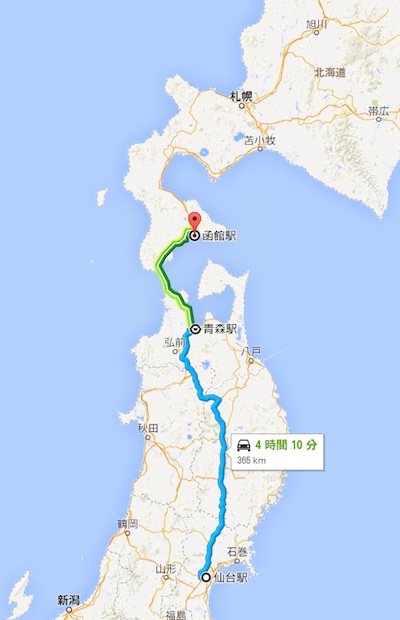 旭川
北海道
札幌
帯広
苫小牧
函館駅
青森駅
弘前
八戸
秋田
4 時間 10 分
365 km
鶴岡
石巻
山形
仙台駅
新潟
福島